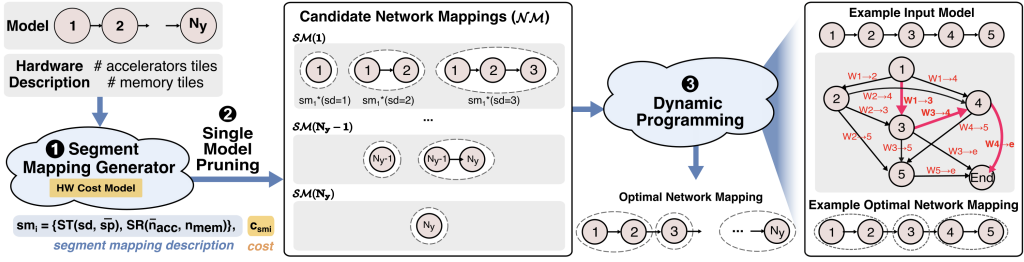 Model
1 2 Ny
Hardware # accelerators tiles
Description # memory tiles
❶ Segment
Mapping Generator
HW Cost Model
smi = {ST(sd, s̄p̄), SR(n̄acc, nmem)}, csmi
segment mapping description cost
❷
Single
Model
Pruning
Candidate Network Mappings (𝒩ℳ)
𝒮ℳ(1)
1 1 2 1 2 3
sm₁*(sd=1) sm₁*(sd=2) sm₁*(sd=3)
...
𝒮ℳ(Ny − 1)
Ny-1 Ny-1 Ny
𝒮ℳ(Ny)
Ny
❸
Dynamic
Programming
Optimal Network Mapping
1 2 3 ... Ny
Example Input Model
1 2 3 4 5
1
W1→2 W1→4
2 W2→4 W1→3 4
W2→3 W3→4
3
W2→5 W3→5 W4→5 W3→e W4→e
5 W5→e End
Example Optimal Network Mapping
1 2 3 4 5